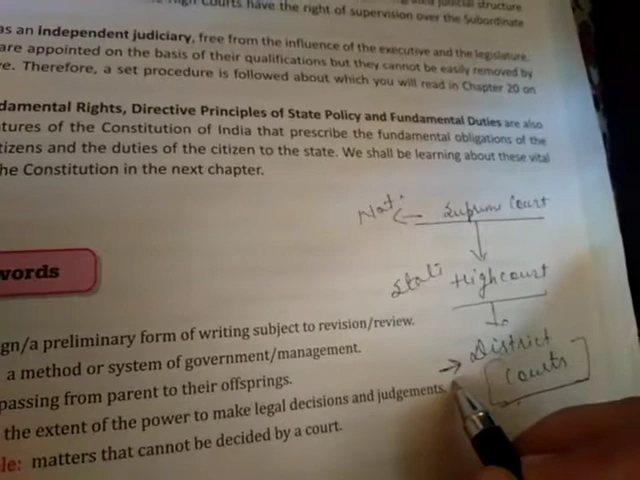 Courts have the right of supervision over the Subordinate
as an independent judiciary, free from the influence of the executive and the legislature.
are appointed on the basis of their qualifications but they cannot be easily removed by
e. Therefore, a set procedure is followed about which you will read in Chapter 20 on
damental Rights, Directive Principles of State Policy and Fundamental Duties are also
tures of the Constitution of India that prescribe the fundamental obligations of the
tizens and the duties of the citizen to the state. We shall be learning about these vital
he Constitution in the next chapter.
Nat. Suprime Court
Stati High court
District
Courts
words
gn/a preliminary form of writing subject to revision/review.
a method or system of government/management.
passing from parent to their offsprings.
the extent of the power to make legal decisions and judgements.
le: matters that cannot be decided by a court.